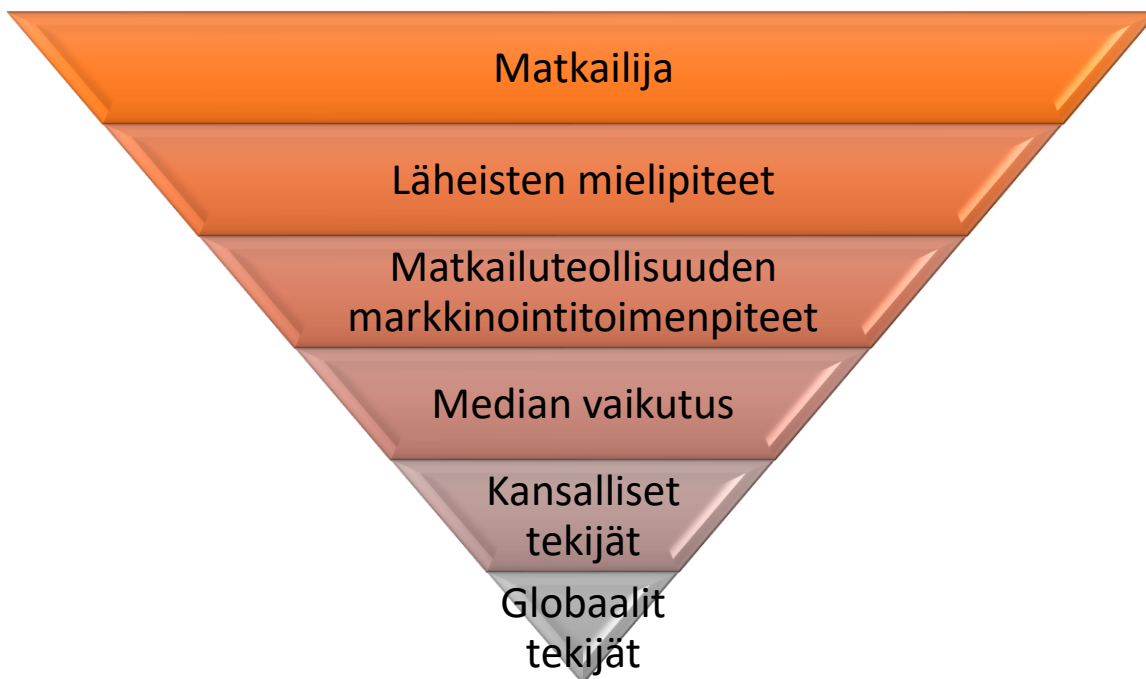 Matkailija
Läheisten mielipiteet
Matkailuteollisuuden
markkinointitoimenpiteet
Median vaikutus
Kansalliset
tekijät
Globaalit
tekijät